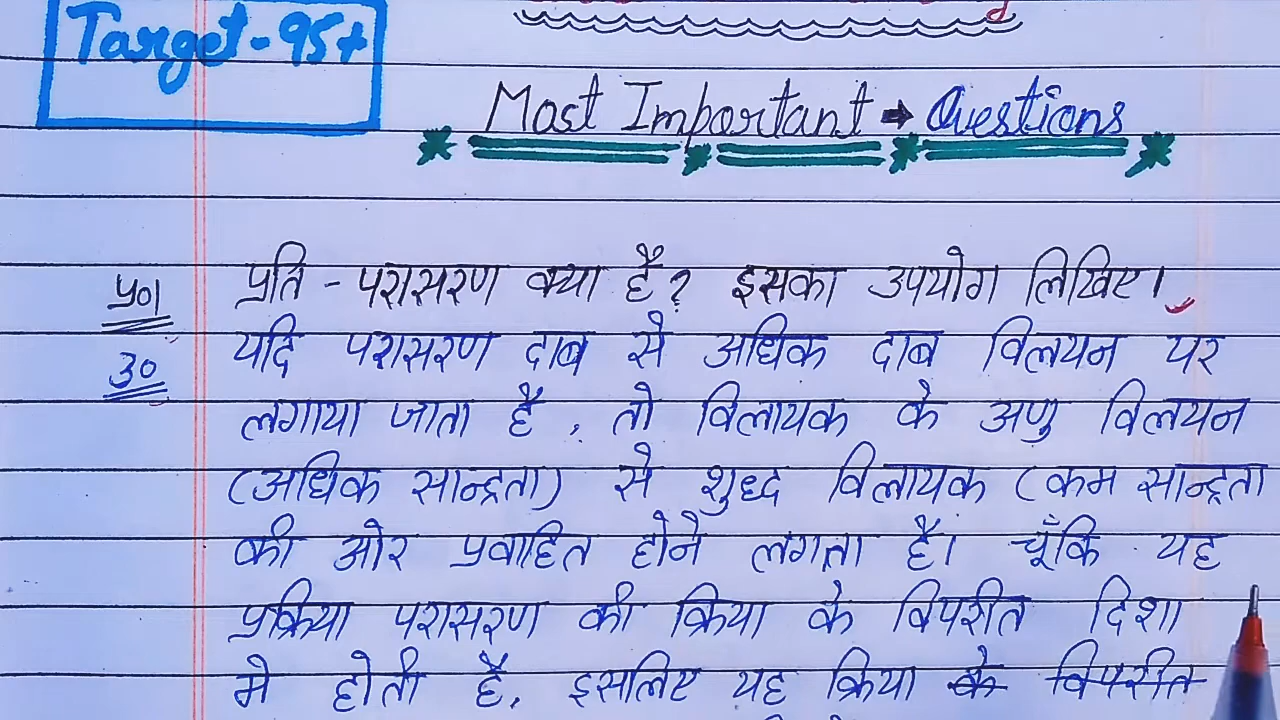 Target-95+
Most Important → Questions
प्र०1 प्रति-परासरण क्या है? इसका उपयोग लिखिए।
उ० यदि परासरण दाब से अधिक दाब विलयन पर
लगाया जाता है, तो विलायक के अणु विलयन
(अधिक सान्द्रता) से शुध्द विलायक (कम सान्द्रता
की ओर प्रवाहित होने लगता है। चूँकि यह
प्रक्रिया परासरण की क्रिया के विपरीत दिशा
मे होती है, इसलिए यह क्रिया के विपरीत